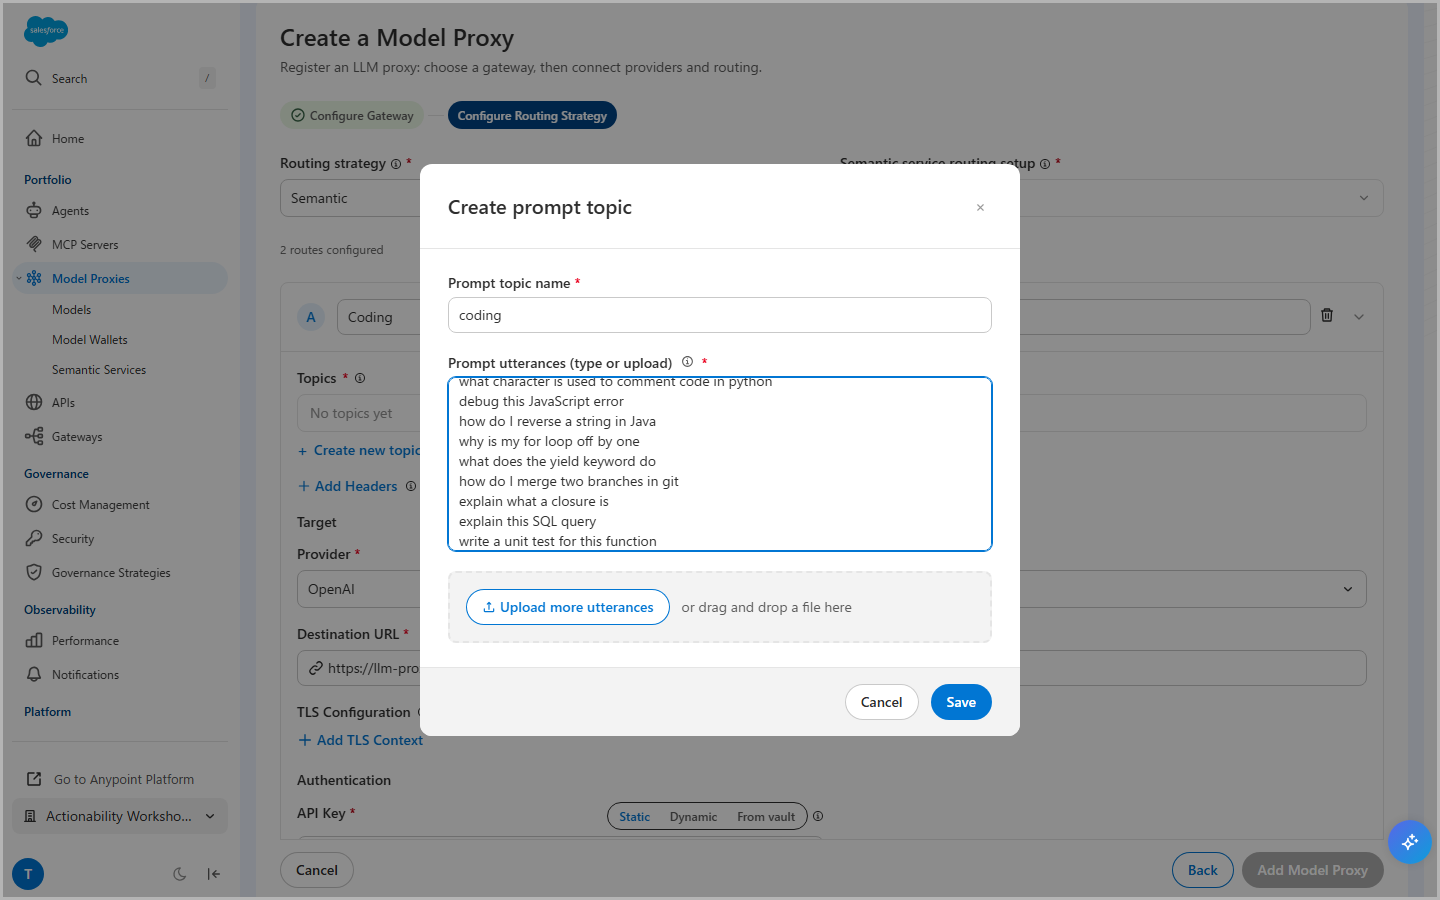 salesforce
Search /
Home
Portfolio
Agents
MCP Servers
Model Proxies
Models
Model Wallets
Semantic Services
APIs
Gateways
Governance
Cost Management
Security
Governance Strategies
Observability
Performance
Notifications
Platform
Go to Anypoint Platform
Actionability Worksho...
T
Create a Model Proxy
Register an LLM proxy: choose a gateway, then connect providers and routing.
Configure Gateway
Configure Routing Strategy
Routing strategy *
Semantic service routing setup *
Semantic
2 routes configured
A
Coding
Topics *
No topics yet
+ Create new topic
+ Add Headers
Target
Provider *
OpenAI
Destination URL *
https://llm-pro
TLS Configuration
+ Add TLS Context
Authentication
API Key *
Static Dynamic From vault
Cancel
Back
Add Model Proxy
Create prompt topic
×
Prompt topic name *
coding
Prompt utterances (type or upload) *
what character is used to comment code in python
debug this JavaScript error
how do I reverse a string in Java
why is my for loop off by one
what does the yield keyword do
how do I merge two branches in git
explain what a closure is
explain this SQL query
write a unit test for this function
Upload more utterances or drag and drop a file here
Cancel
Save